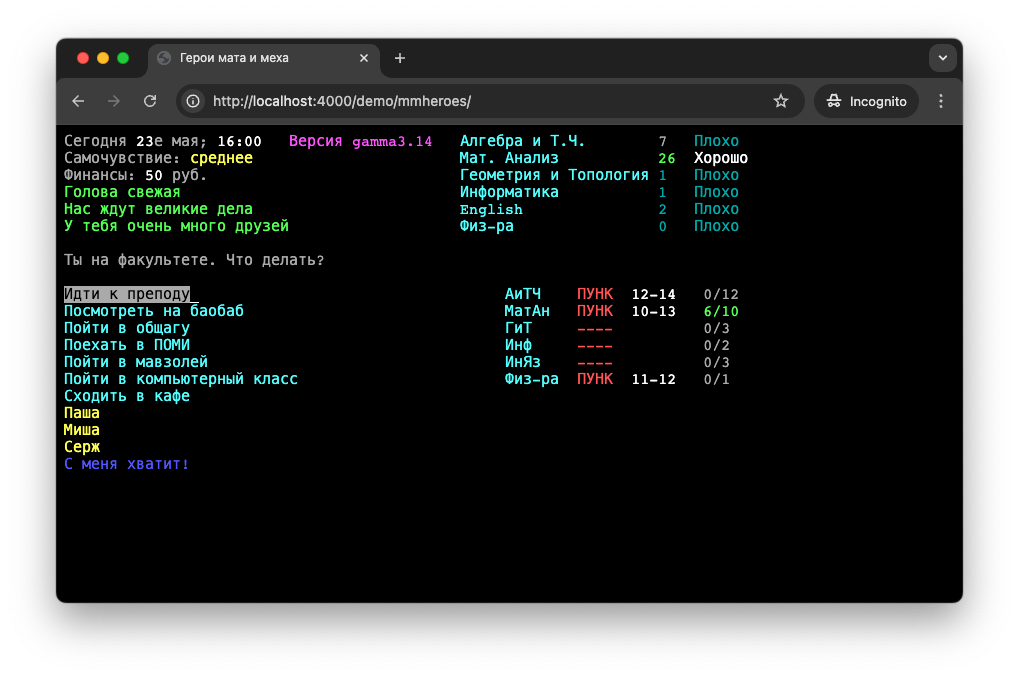 Герои мата и меха
http://localhost:4000/demo/mmheroes/
Incognito
Сегодня 23е мая; 16:00 Версия gamma3.14 Алгебра и Т.Ч. 7 Плохо
Самочувствие: среднее Мат. Анализ 26 Хорошо
Финансы: 50 руб. Геометрия и Топология 1 Плохо
Голова свежая Информатика 1 Плохо
Нас ждут великие дела English 2 Плохо
У тебя очень много друзей Физ-ра 0 Плохо
Ты на факультете. Что делать?
Идти к преподу_ АиТЧ ПУНК 12-14 0/12
Посмотреть на баобаб МатАн ПУНК 10-13 6/10
Пойти в общагу ГиТ ---- 0/3
Поехать в ПОМИ Инф ---- 0/2
Пойти в мавзолей ИнЯз ---- 0/3
Пойти в компьютерный класс Физ-ра ПУНК 11-12 0/1
Сходить в кафе
Паша
Миша
Серж
С меня хватит!